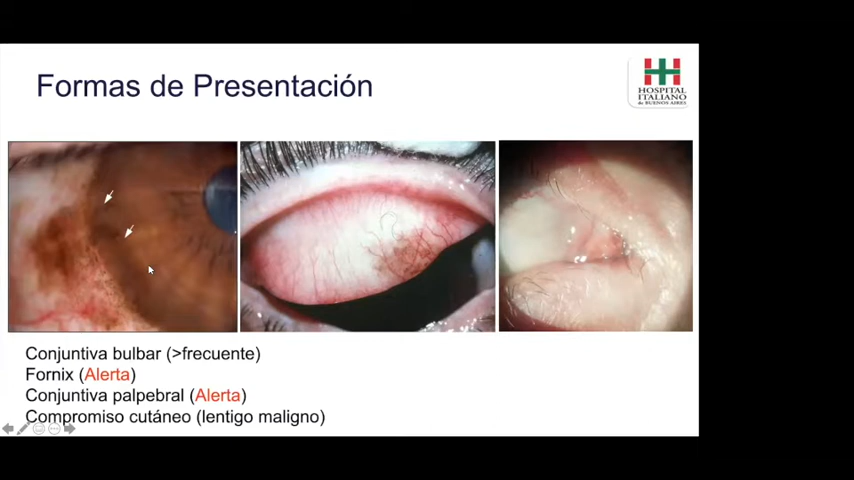 Formas de Presentación
HOSPITAL
ITALIANO
de BUENOS AIRES
Conjuntiva bulbar (>frecuente)
Fornix (Alerta)
Conjuntiva palpebral (Alerta)
Compromiso cutáneo (lentigo maligno)